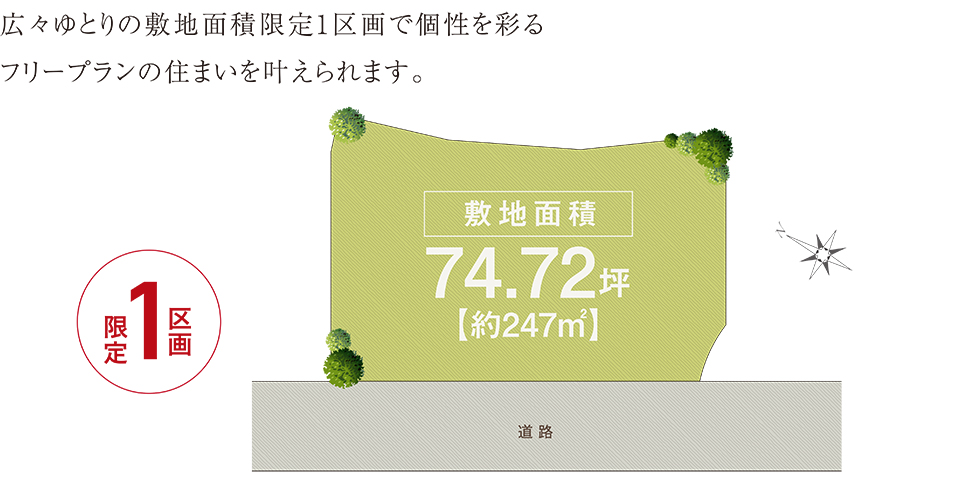 広々ゆとりの敷地面積限定1区画で個性を彩る
フリープランの住まいを叶えられます。
敷地面積
74.72坪
【約247㎡】
N
限定1区画
道路